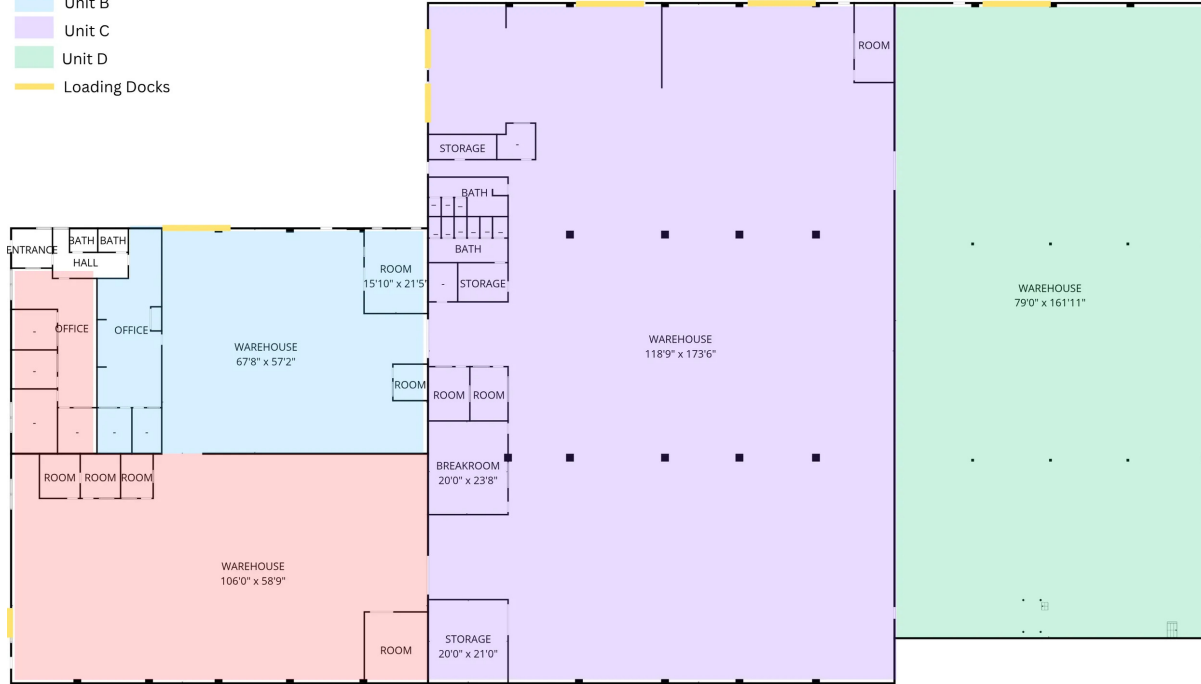 Unit B
Unit C
Unit D
Loading Docks
ROOM
STORAGE
-
BATH
BATH
- STORAGE
ENTRANCE
BATH BATH
HALL
ROOM
15'10" x 21'5"
OFFICE
OFFICE
WAREHOUSE
67'8" x 57'2"
ROOM
WAREHOUSE
118'9" x 173'6"
WAREHOUSE
79'0" x 161'11"
ROOM ROOM
BREAKROOM
20'0" x 23'8"
ROOM ROOM ROOM
WAREHOUSE
106'0" x 58'9"
ROOM
STORAGE
20'0" x 21'0"